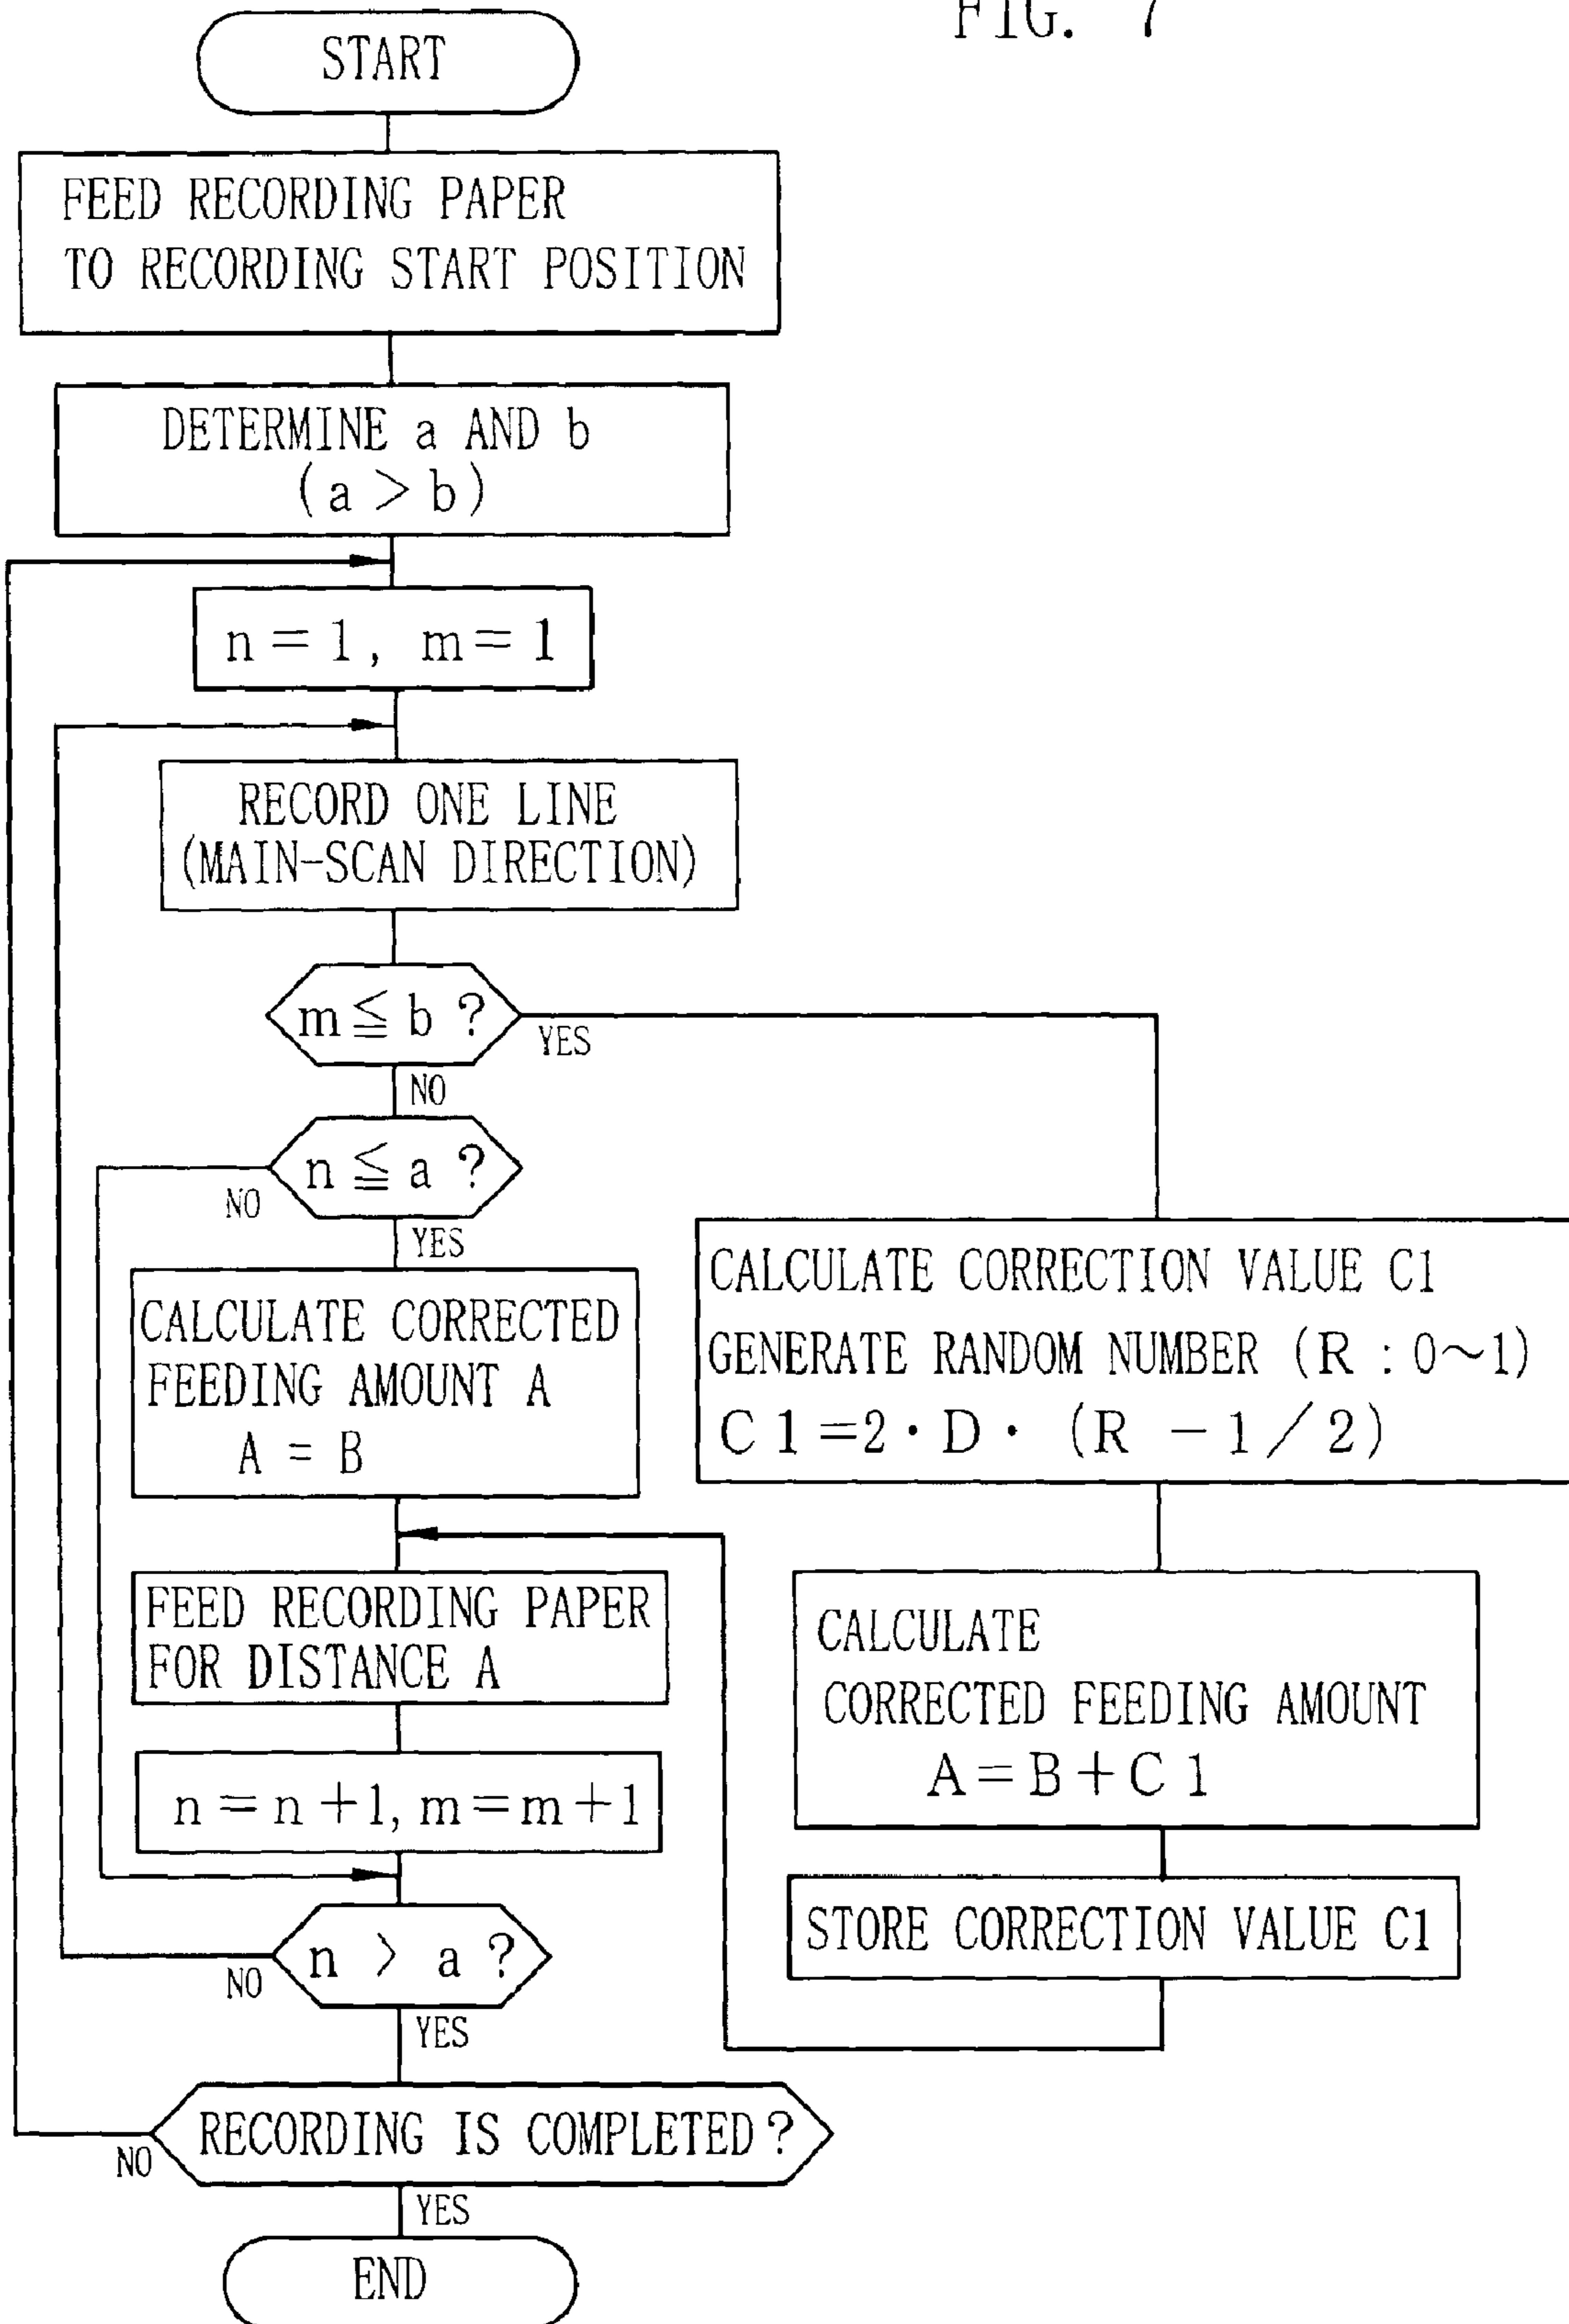 FIG. 7
START
FEED RECORDING PAPER
TO RECORDING START POSITION
DETERMINE a AND b
(a > b)
n = 1, m = 1
RECORD ONE LINE
(MAIN-SCAN DIRECTION)
m ≦ b ?
YES
NO
n ≦ a ?
NO
YES
CALCULATE CORRECTED
FEEDING AMOUNT A
A = B
CALCULATE CORRECTION VALUE C1
GENERATE RANDOM NUMBER (R : 0~1)
C 1 =2・D・ (R － 1 / 2)
FEED RECORDING PAPER
FOR DISTANCE A
CALCULATE
CORRECTED FEEDING AMOUNT
A = B + C 1
n = n +1, m = m +1
STORE CORRECTION VALUE C1
n > a ?
NO
YES
RECORDING IS COMPLETED ?
NO
YES
END